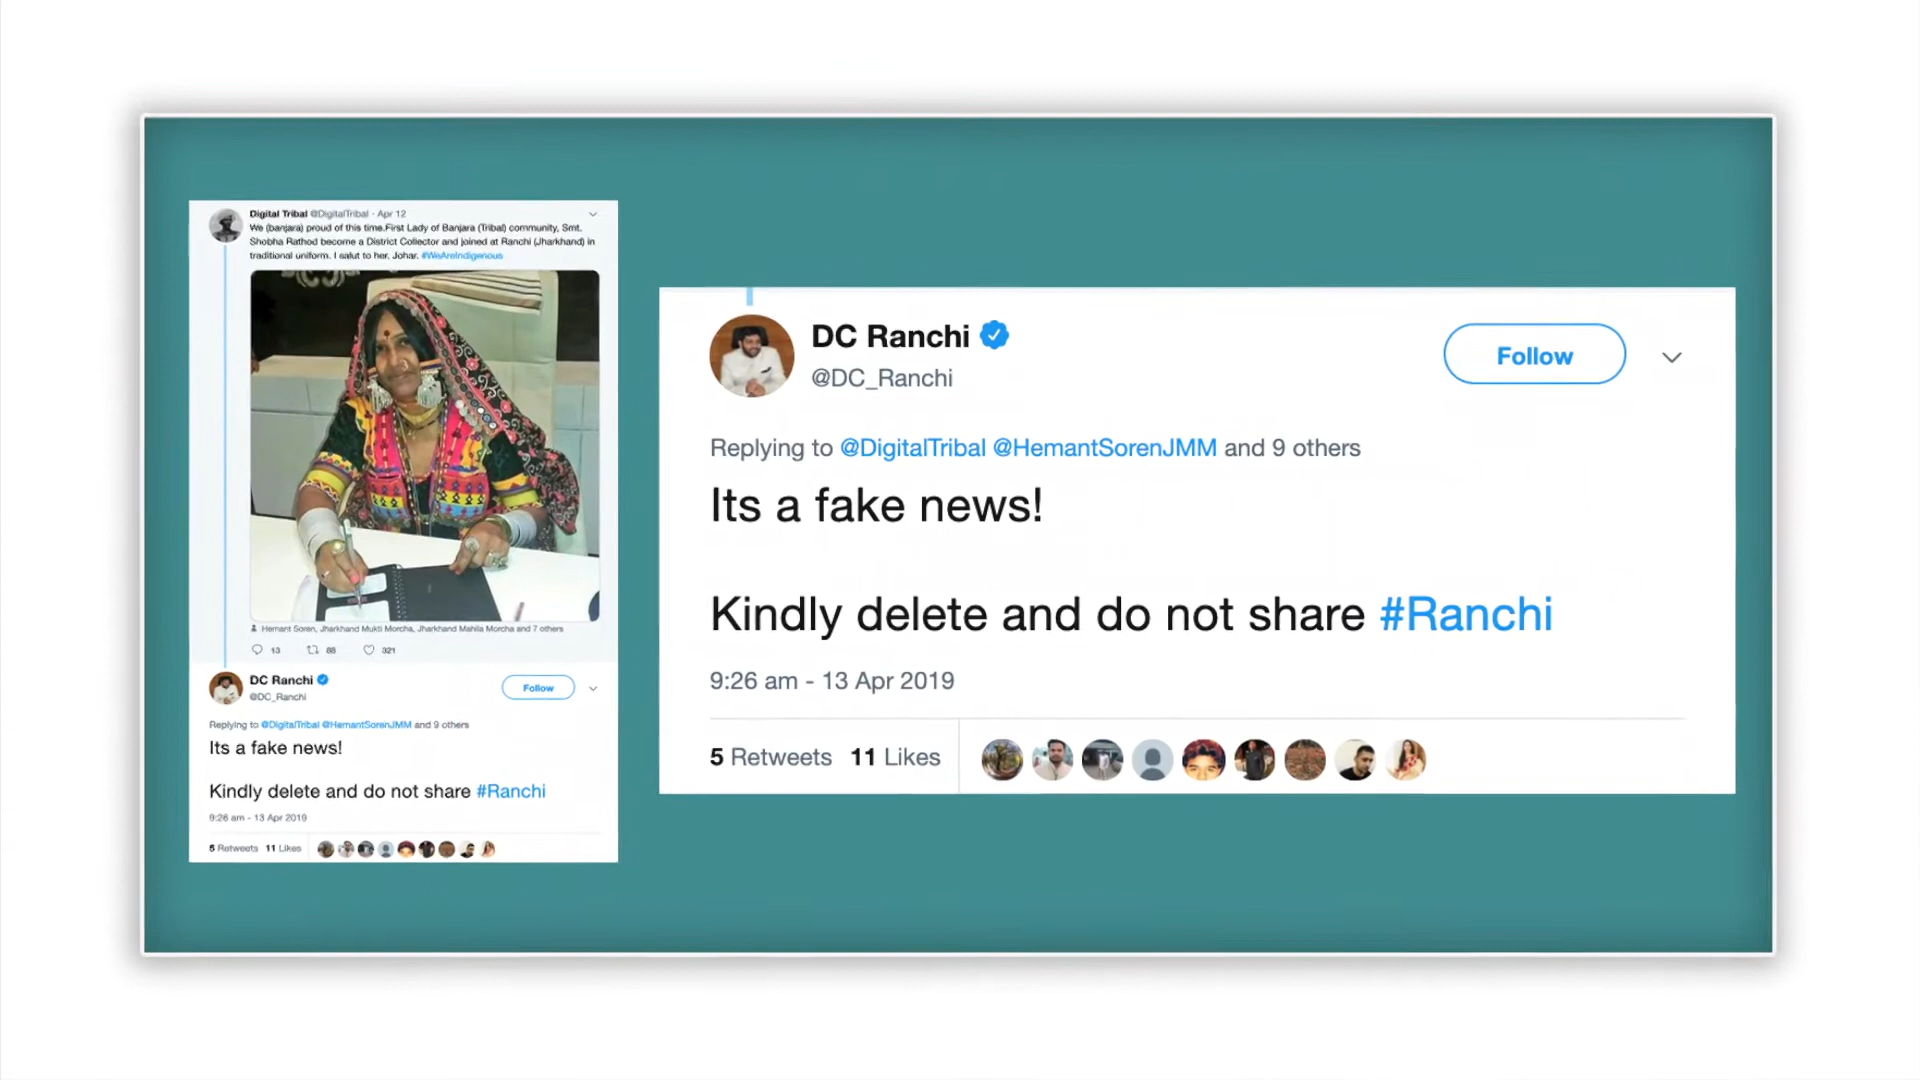 Digital Tribal @DigitalTribal · Apr 12
We (banjara) proud of this time.First Lady of Banjara (Tribal) community, Smt.
Shobha Rathod become a District Collector and joined at Ranchi (Jharkhand) in
traditional uniform. I salut to her. Johar. #WeAreIndigenous
Hemant Soren, Jharkhand Mukti Morcha, Jharkhand Mahila Morcha and 7 others
13 88 321
DC Ranchi
@DC_Ranchi
Follow
Replying to @DigitalTribal @HemantSorenJMM and 9 others
Its a fake news!
Kindly delete and do not share #Ranchi
9:26 am - 13 Apr 2019
5 Retweets 11 Likes
DC Ranchi
@DC_Ranchi
Follow
Replying to @DigitalTribal @HemantSorenJMM and 9 others
Its a fake news!
Kindly delete and do not share #Ranchi
9:26 am - 13 Apr 2019
5 Retweets 11 Likes